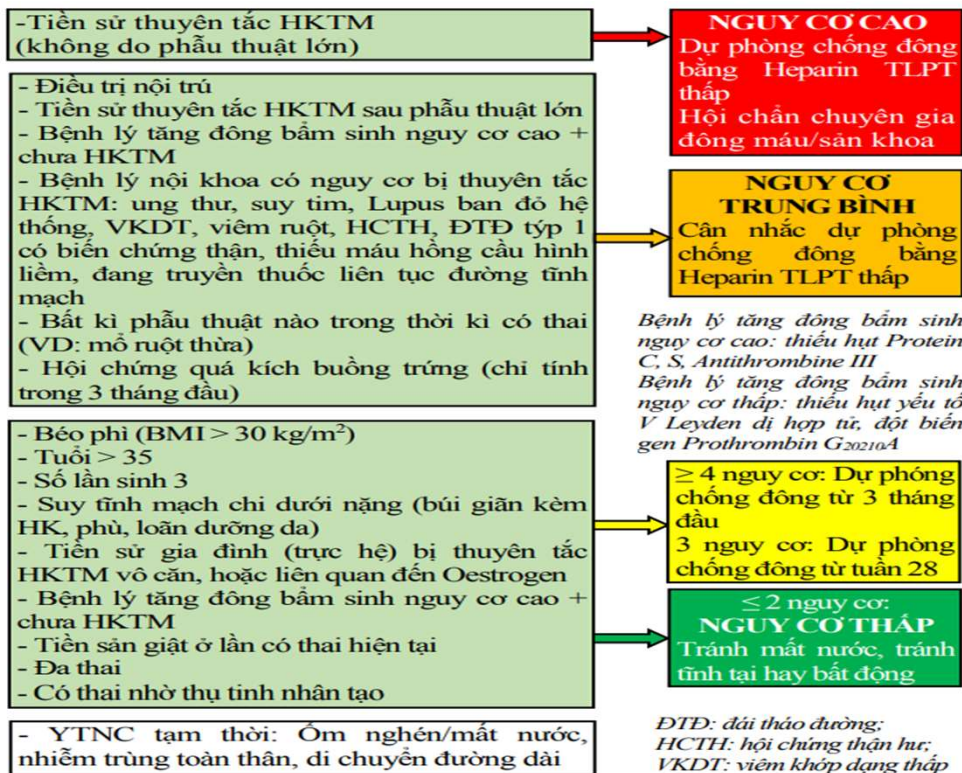 -Tiền sử thuyên tắc HKTM
(không do phẫu thuật lớn)
NGUY CƠ CAO
Dự phòng chống đông
bằng Heparin TLPT
thấp
Hội chẩn chuyên gia
đông máu/sản khoa
- Điều trị nội trú
- Tiền sử thuyên tắc HKTM sau phẫu thuật lớn
- Bệnh lý tăng đông bẩm sinh nguy cơ cao +
chưa HKTM
- Bệnh lý nội khoa có nguy cơ bị thuyên tắc
HKTM: ung thư, suy tim, Lupus ban đỏ hệ
thống, VKDT, viêm ruột, HCTH, ĐTĐ týp 1
có biến chứng thận, thiếu máu hồng cầu hình
liềm, đang truyền thuốc liên tục đường tĩnh
mạch
- Bất kì phẫu thuật nào trong thời kì có thai
(VD: mổ ruột thừa)
- Hội chứng quá kích buồng trứng (chỉ tính
trong 3 tháng đầu)
NGUY CƠ
TRUNG BÌNH
Cân nhắc dự phòng
chống đông bằng
Heparin TLPT thấp
Bệnh lý tăng đông bẩm sinh
nguy cơ cao: thiếu hụt Protein
C, S, Antithrombine III
Bệnh lý tăng đông bẩm sinh
nguy cơ thấp: thiếu hụt yếu tố
V Leyden dị hợp tử, đột biến
gen Prothrombin G20210A
- Béo phì (BMI > 30 kg/m²)
- Tuổi > 35
- Số lần sinh 3
- Suy tĩnh mạch chi dưới nặng (búi giãn kèm
HK, phù, loãn dưỡng da)
- Tiền sử gia đình (trực hệ) bị thuyên tắc
HKTM vô căn, hoặc liên quan đến Oestrogen
- Bệnh lý tăng đông bẩm sinh nguy cơ cao +
chưa HKTM
- Tiền sản giật ở lần có thai hiện tại
- Đa thai
- Có thai nhờ thụ tinh nhân tạo
≥ 4 nguy cơ: Dự phóng
chống đông từ 3 tháng
đầu
3 nguy cơ: Dự phòng
chống đông từ tuần 28
≤ 2 nguy cơ:
NGUY CƠ THẤP
Tránh mất nước, tránh
tĩnh tại hay bất động
- YTNC tạm thời: Ốm nghén/mất nước,
nhiễm trùng toàn thân, di chuyển đường dài
ĐTĐ: đái tháo đường;
HCTH: hội chứng thận hư;
VKDT: viêm khớp dạng thấp